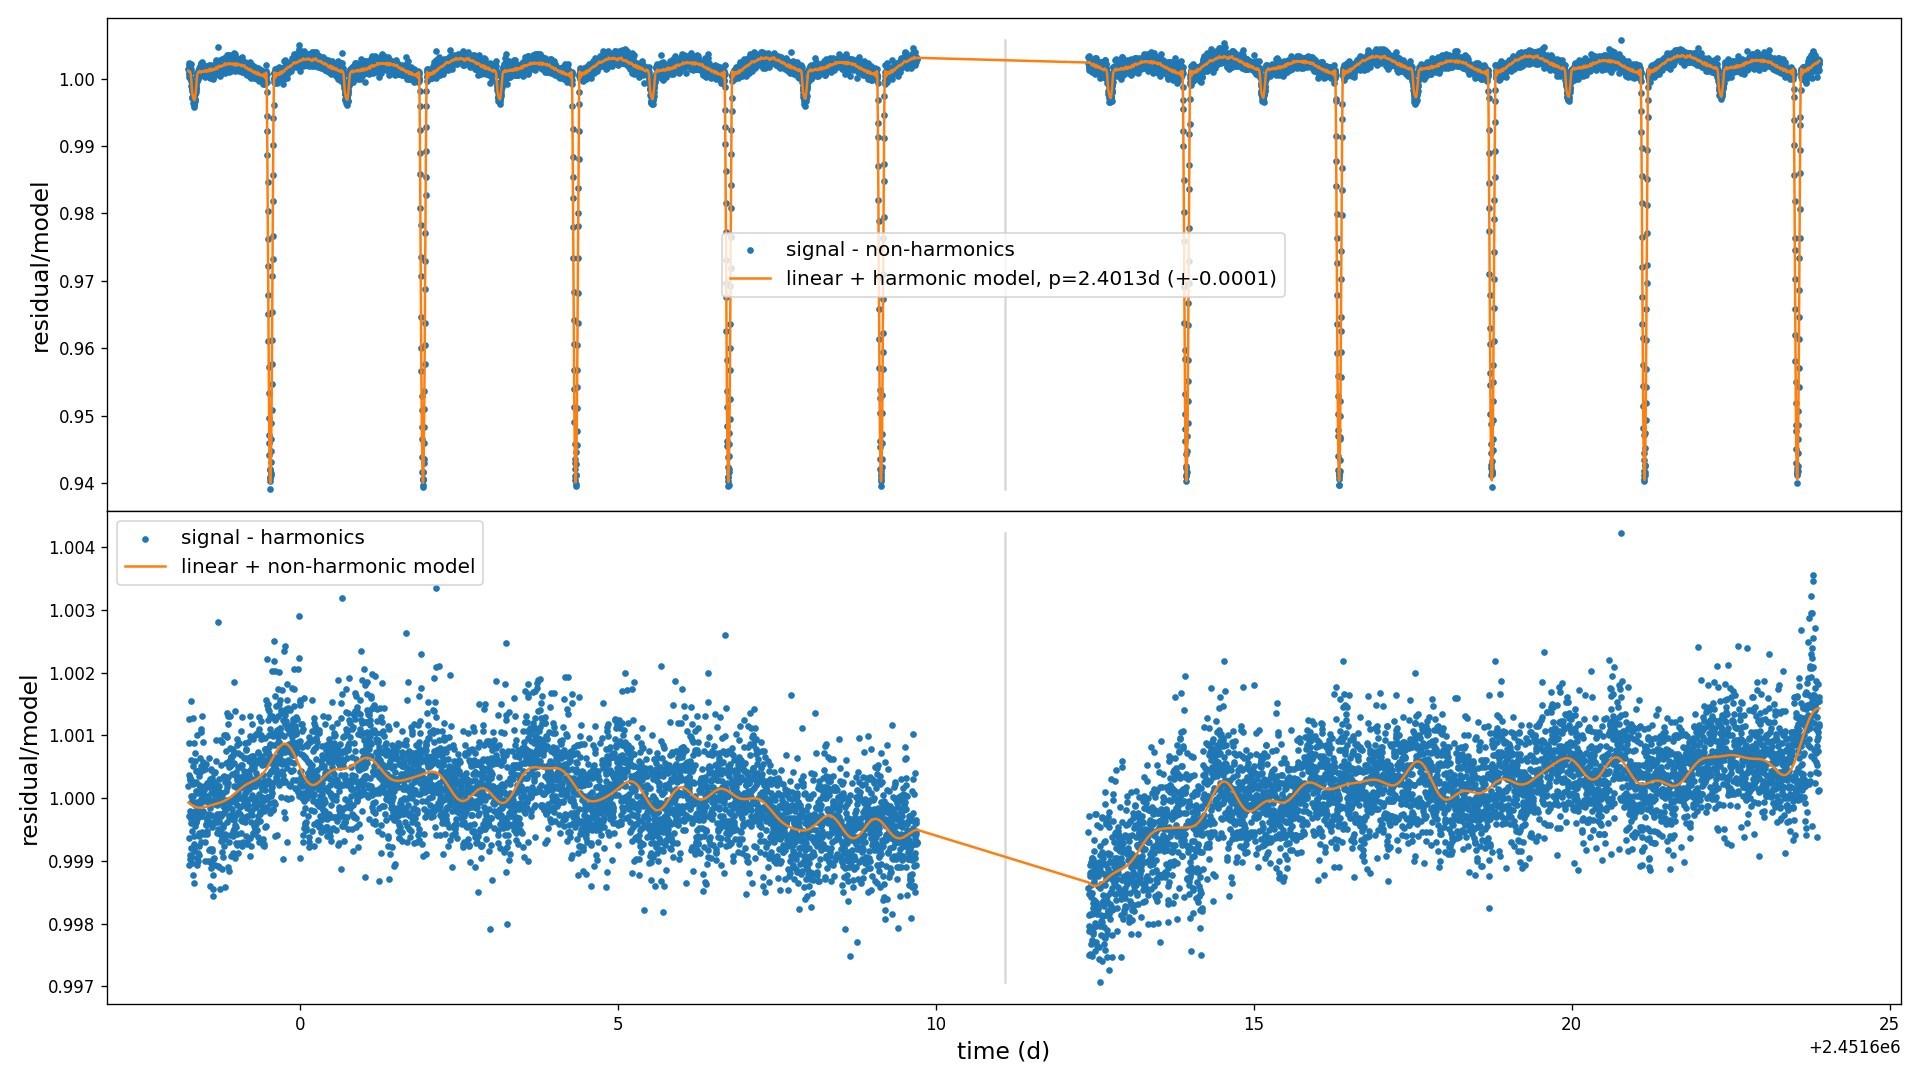 residual/model
1.00
0.99
0.98
0.97
0.96
0.95
0.94
signal - non-harmonics
linear + harmonic model, p=2.4013d (+-0.0001)
residual/model
1.004
1.003
1.002
1.001
1.000
0.999
0.998
0.997
signal - harmonics
linear + non-harmonic model
0 5 10 15 20 25
time (d)
+2.4516e6